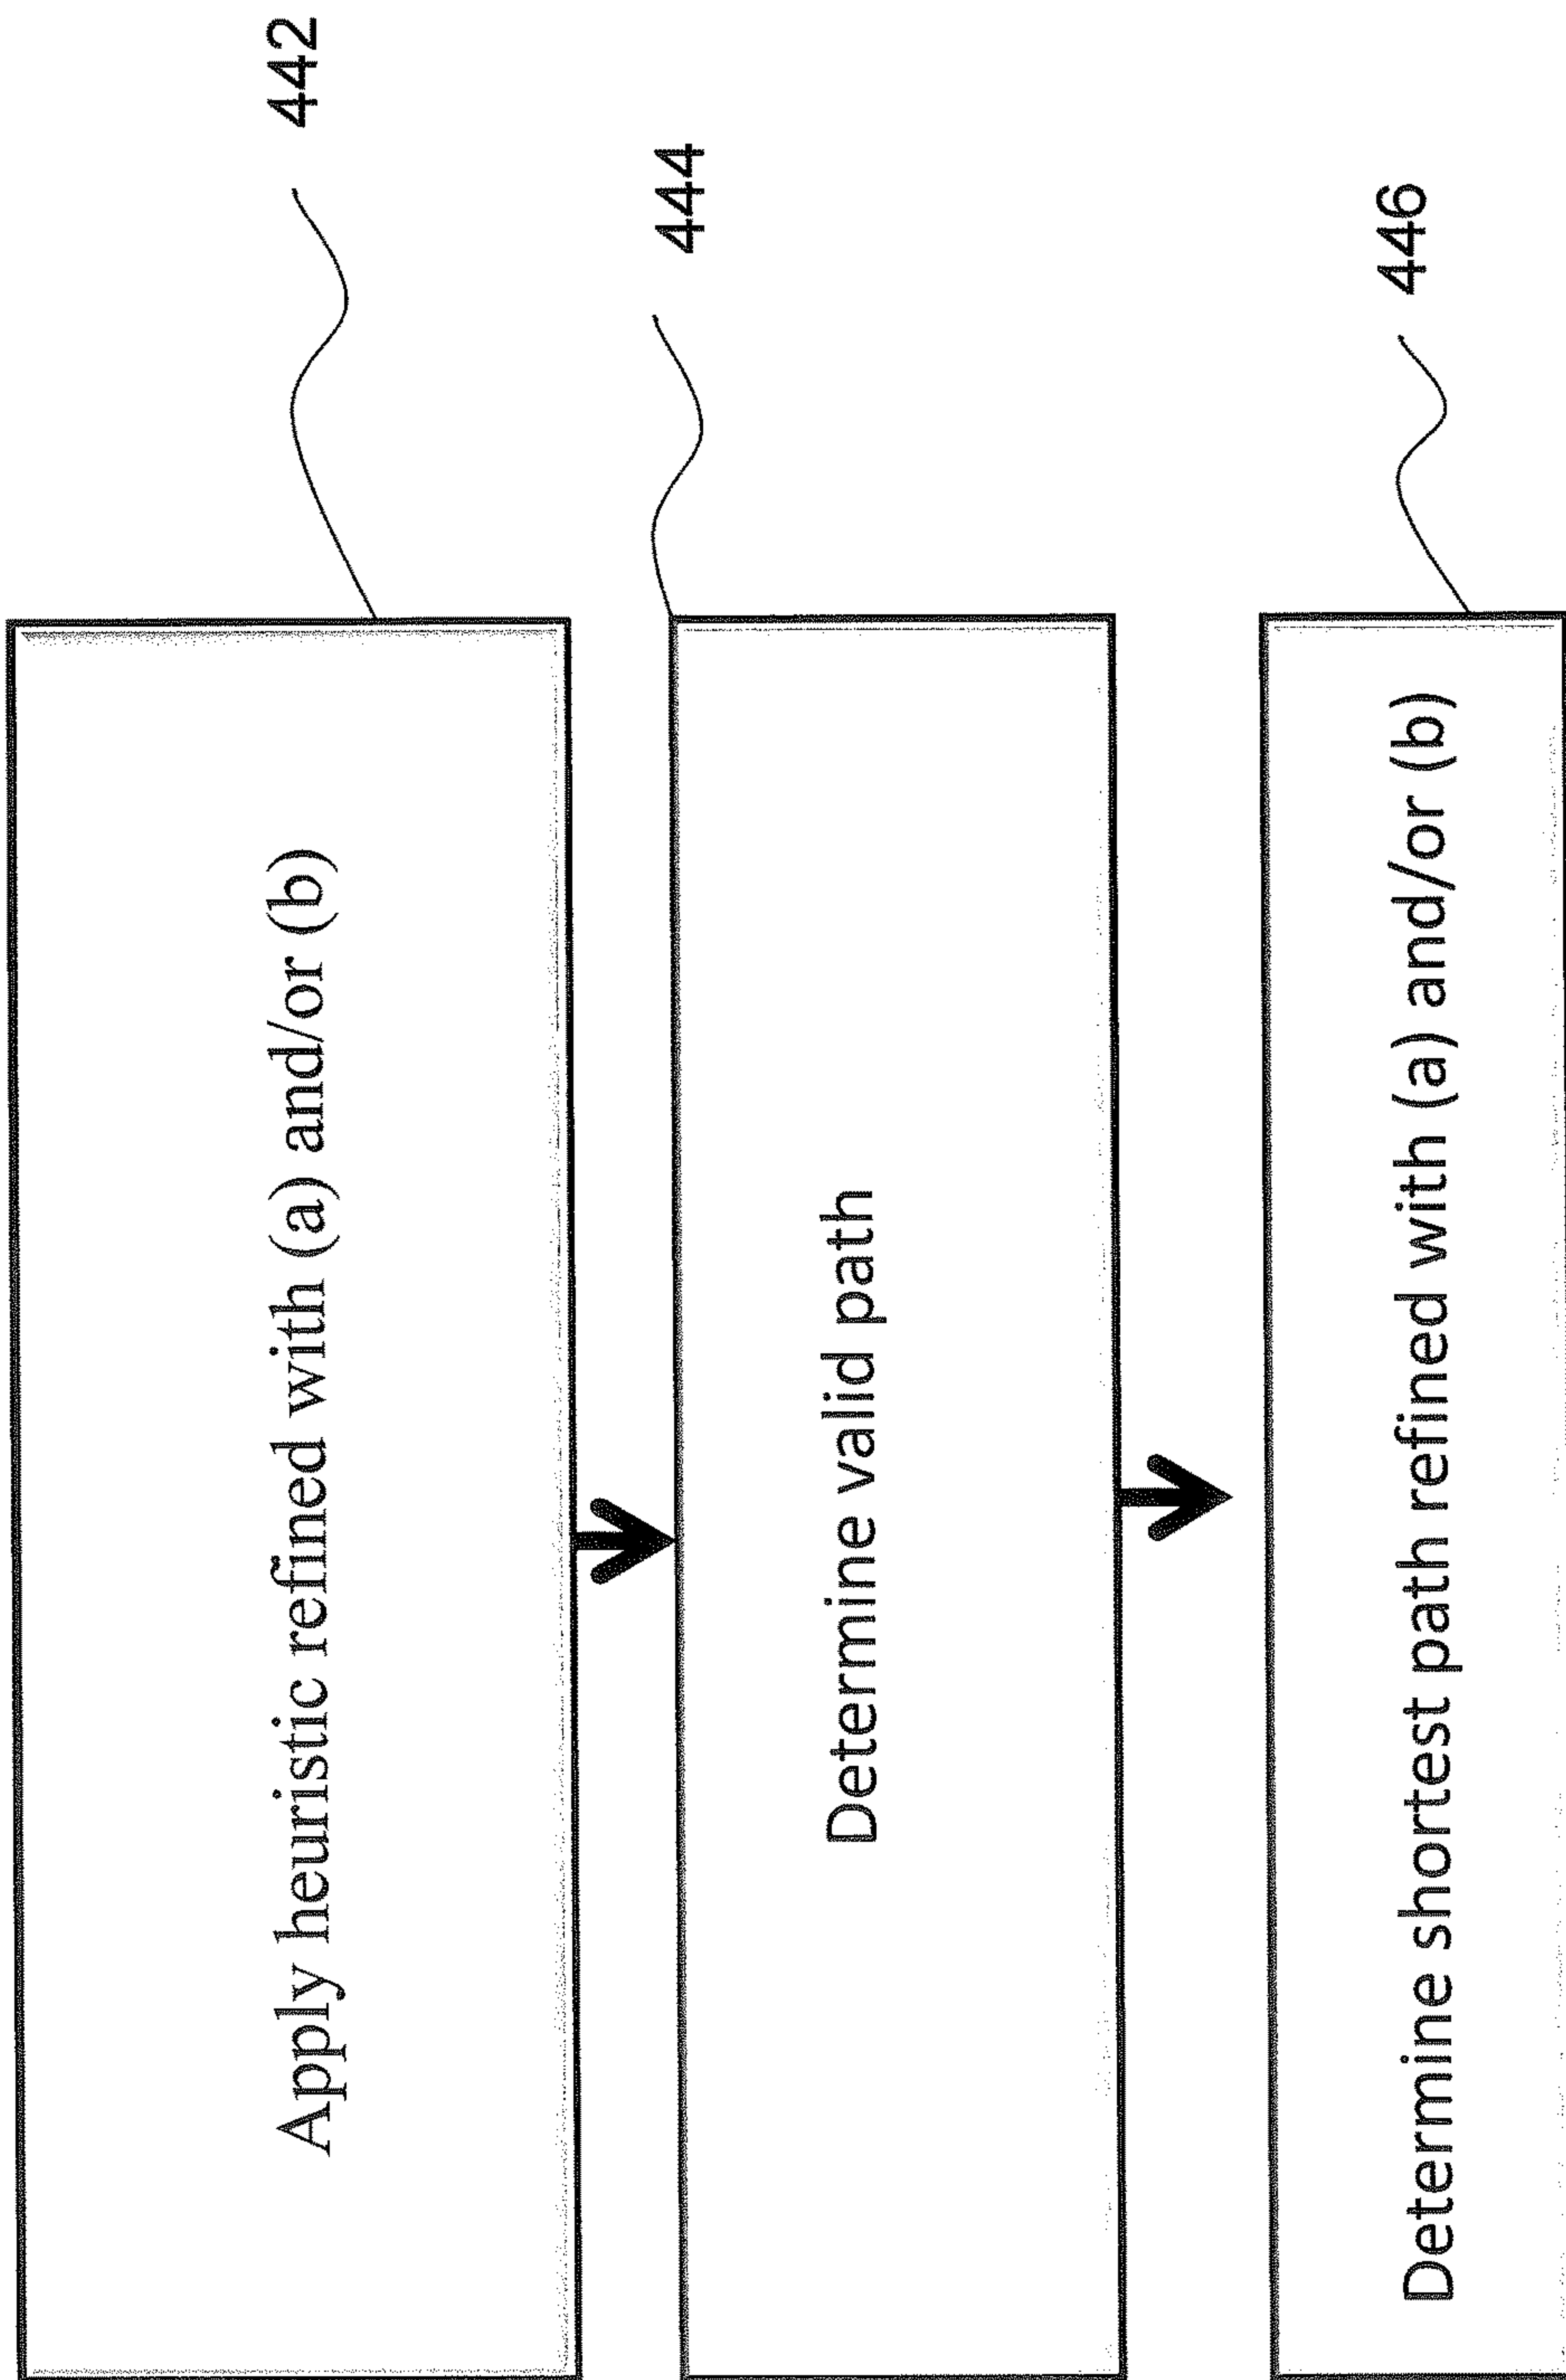 Apply heuristic refined with (a) and/or (b)
442
Determine valid path
444
Determine shortest path refined with (a) and/or (b)
446